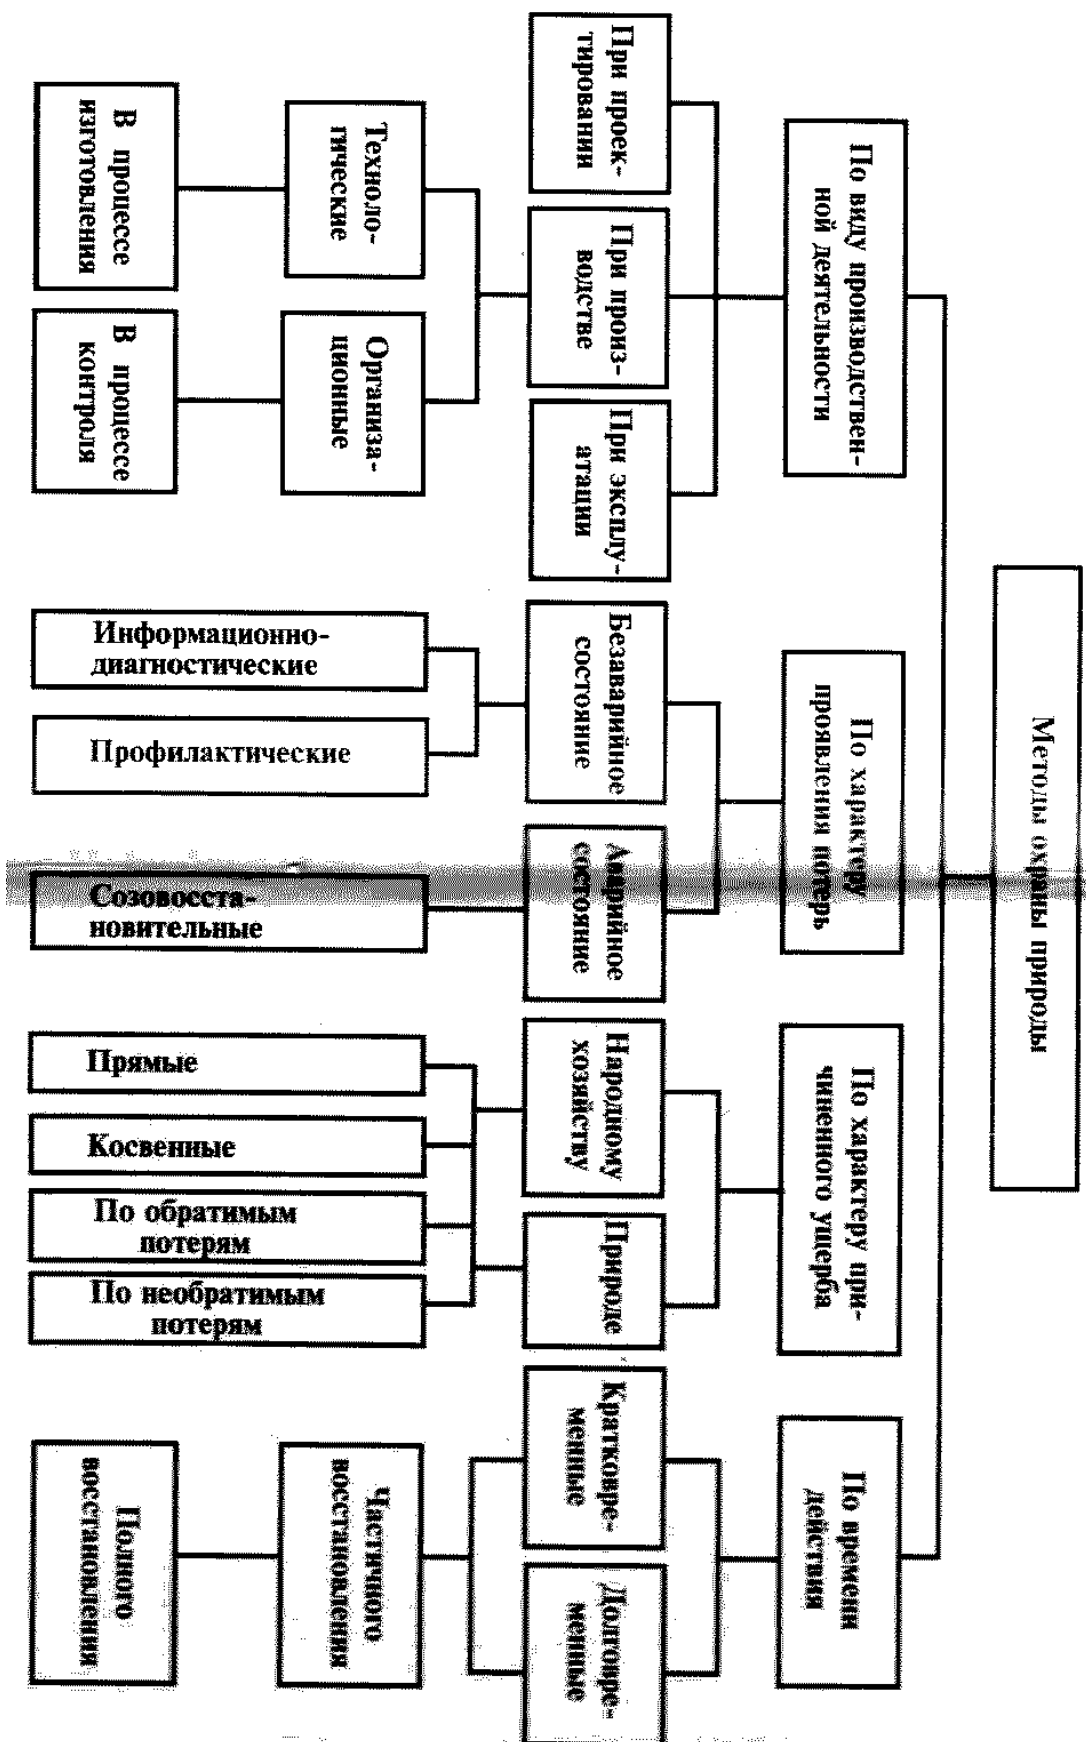 Методы охраны природы
По виду производствен-
ной деятельности
По характеру
проявления потерь
По характеру при-
чиненного ущерба
По времени
действия
При проек-
тировании
При произ-
водстве
При эксплу-
атации
Безаварийное
состояние
Аварийное
состояние
Народному
хозяйству
Природе
Кратковре-
менные
Долговре-
менные
Техноло-
гические
Организа-
ционные
В процессе
изготовления
В процессе
контроля
Информационно-
диагностические
Профилактические
Созовосста-
новительные
Прямые
Косвенные
По обратимым
потерям
По необратимым
потерям
Частичного
восстановления
Полного
восстановления